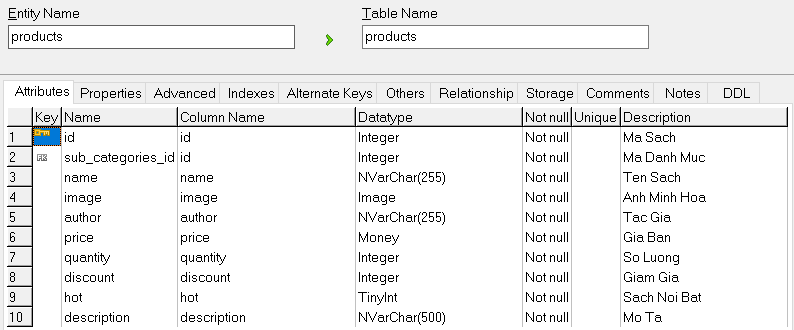 Entity Name Table Name
products products
Attributes Properties Advanced Indexes Alternate Keys Others Relationship Storage Comments Notes DDL
Key Name Column Name Datatype Not null Unique Description
1 id id Integer Not null Ma Sach
2 FK sub_categories_id id Integer Not null Ma Danh Muc
3 name name NVarChar(255) Not null Ten Sach
4 image image Image Not null Anh Minh Hoa
5 author author NVarChar(255) Not null Tac Gia
6 price price Money Not null Gia Ban
7 quantity quantity Integer Not null So Luong
8 discount discount Integer Not null Giam Gia
9 hot hot TinyInt Not null Sach Noi Bat
10 description description NVarChar(500) Not null Mo Ta